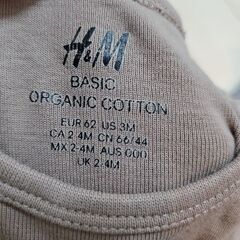 H&M
BASIC
ORGANIC COTTON
EUR 62 US 3M
CA 2-4M CN 66/44
MX 2-4M AUS 000
UK 2-4M